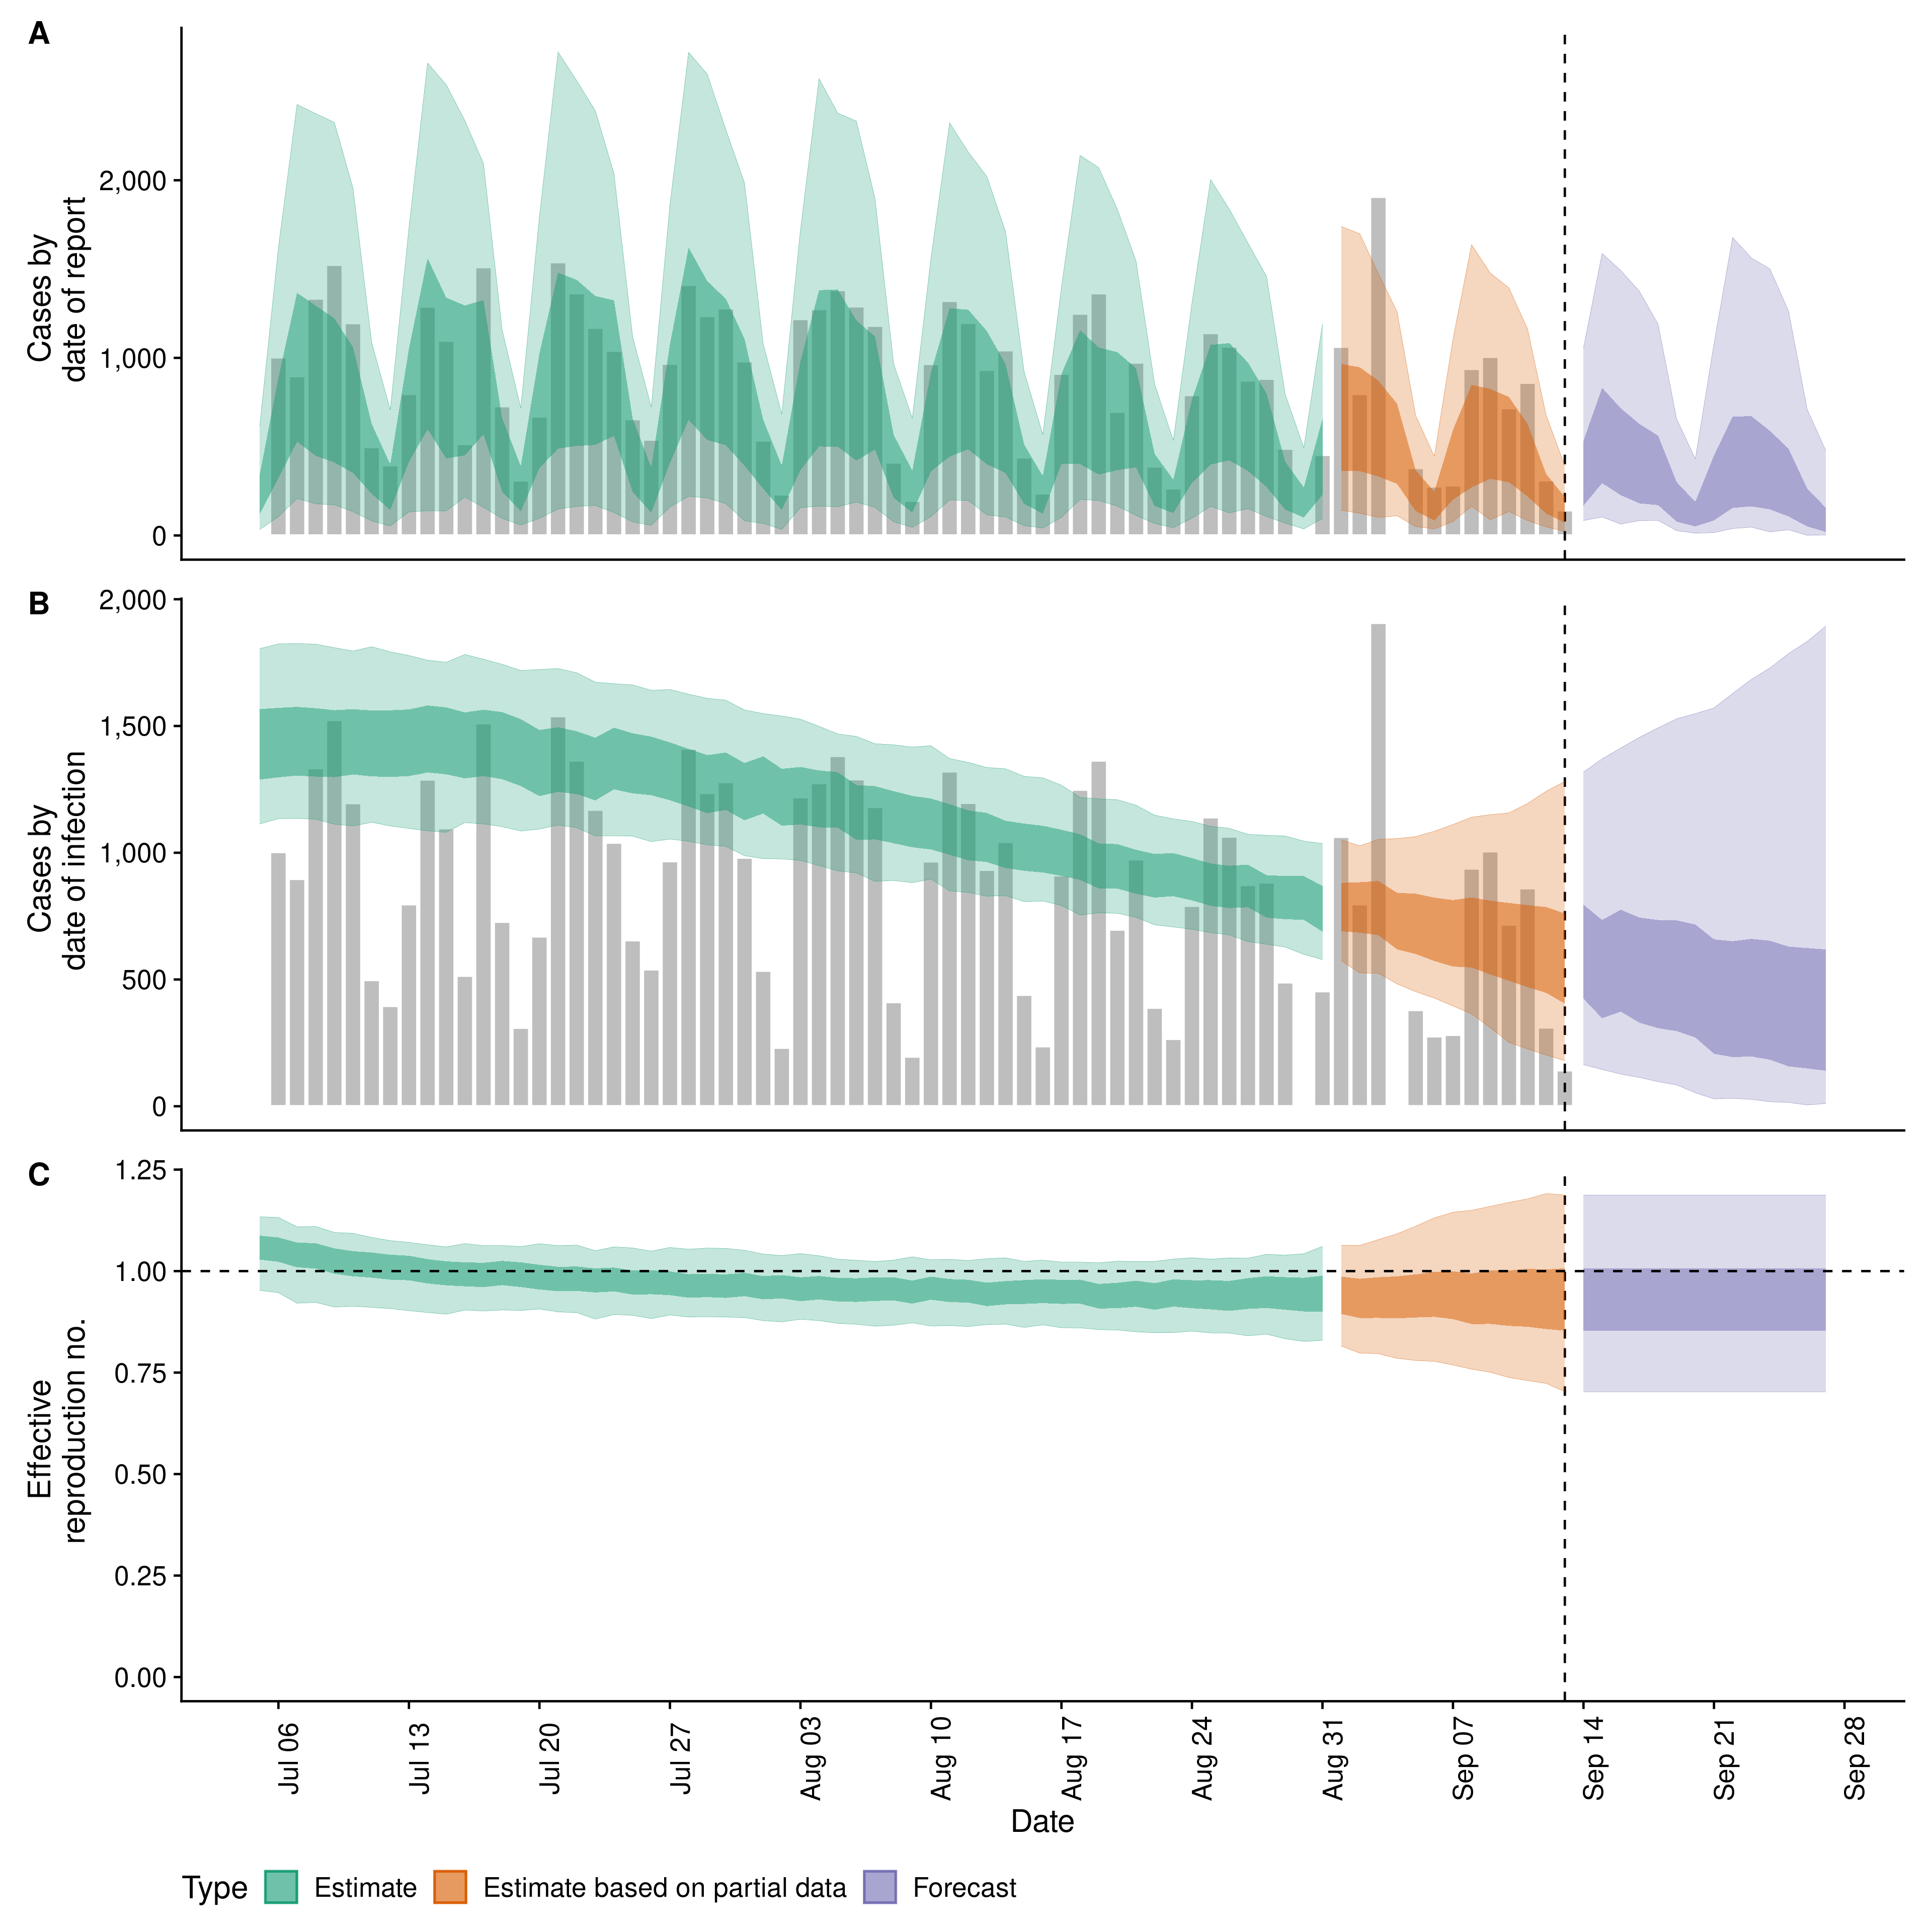 A
Cases by
date of report
2,000
1,000
0
B
Cases by
date of infection
2,000
1,500
1,000
500
0
C
Effective
reproduction no.
1.25
1.00
0.75
0.50
0.25
0.00
Jul 06
Jul 13
Jul 20
Jul 27
Aug 03
Aug 10
Aug 17
Aug 24
Aug 31
Sep 07
Sep 14
Sep 21
Sep 28
Date
Type Estimate Estimate based on partial data Forecast